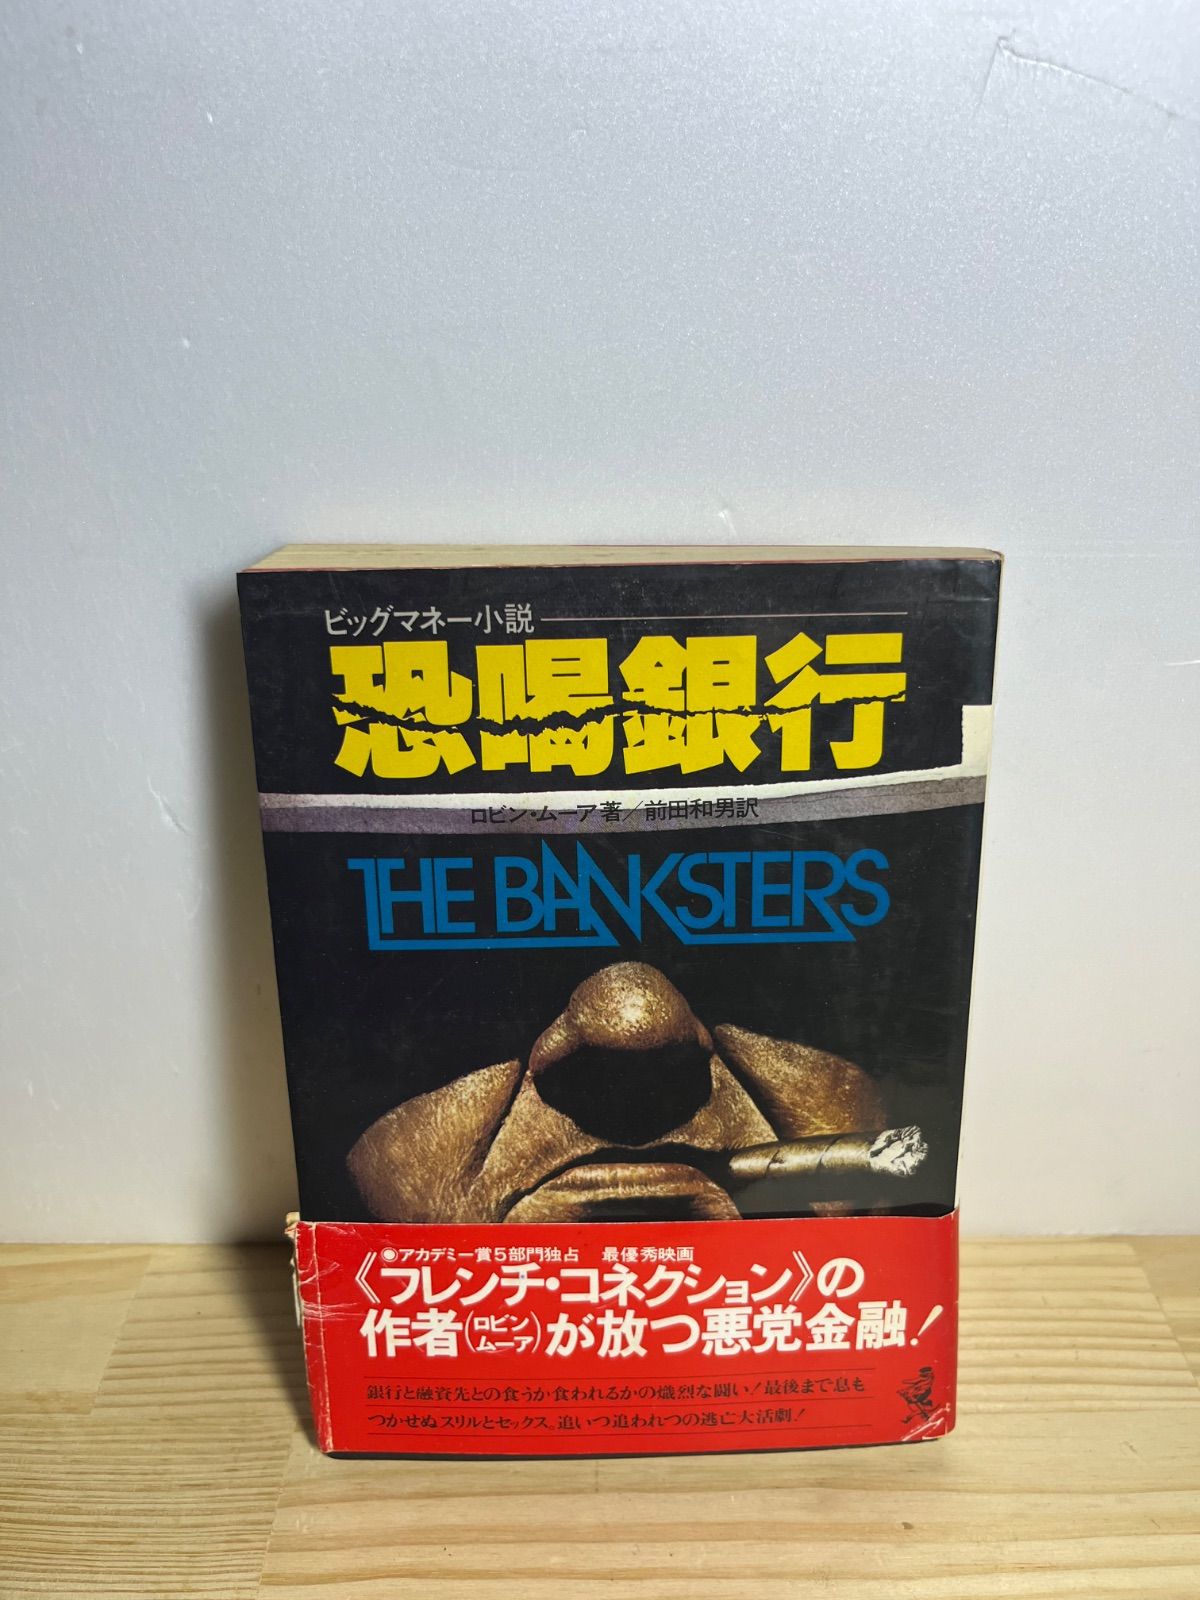 ビッグマネー小説
恐喝銀行
ロビン・ムーア著／前田和男訳
THE BANKSTERS
◉アカデミー賞5部門独占 最優秀映画
《フレンチ・コネクション》の
作者(ロビン ムーア)が放つ悪党金融!
銀行と融資先との食うか食われるかの熾烈な闘い!最後まで息も
つかせぬスリルとセックス。追いつ追われつの逃亡大活劇!